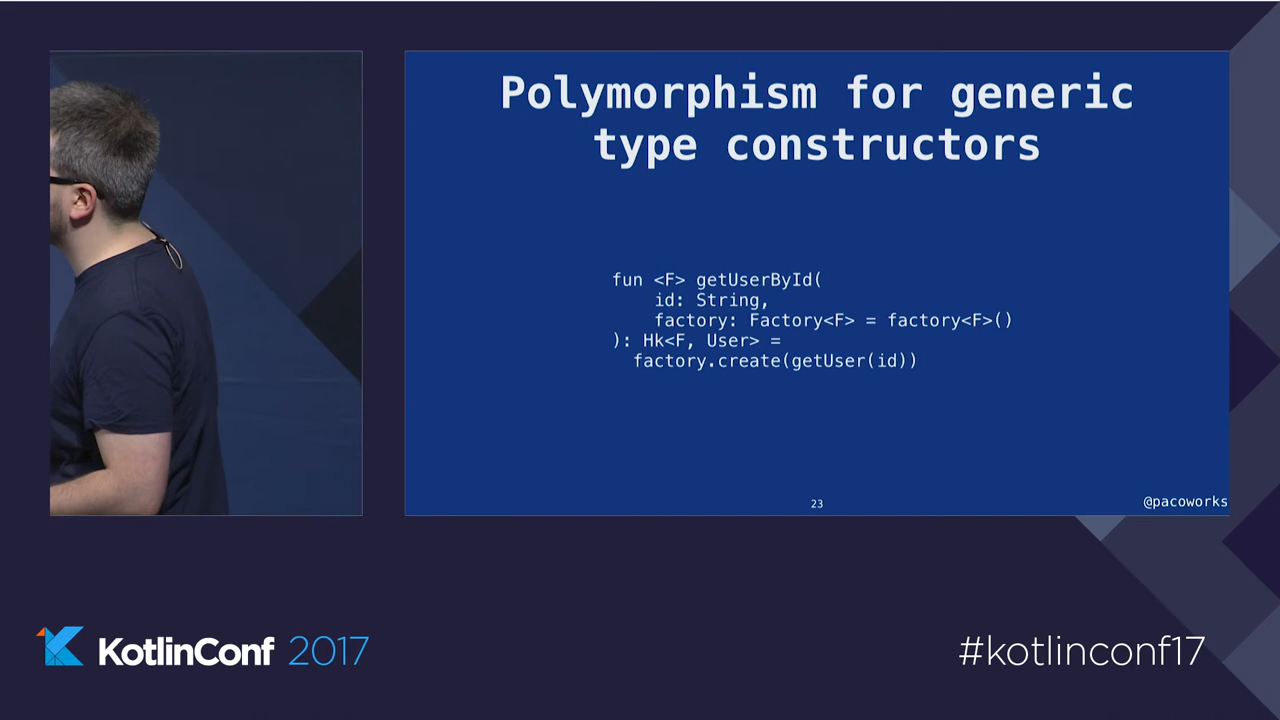 Polymorphism for generic
type constructors
fun <F> getUserById(
    id: String,
    factory: Factory<F> = factory<F>()
): Hk<F, User> =
  factory.create(getUser(id))
23
@pacoworks
KotlinConf 2017
#kotlinconf17